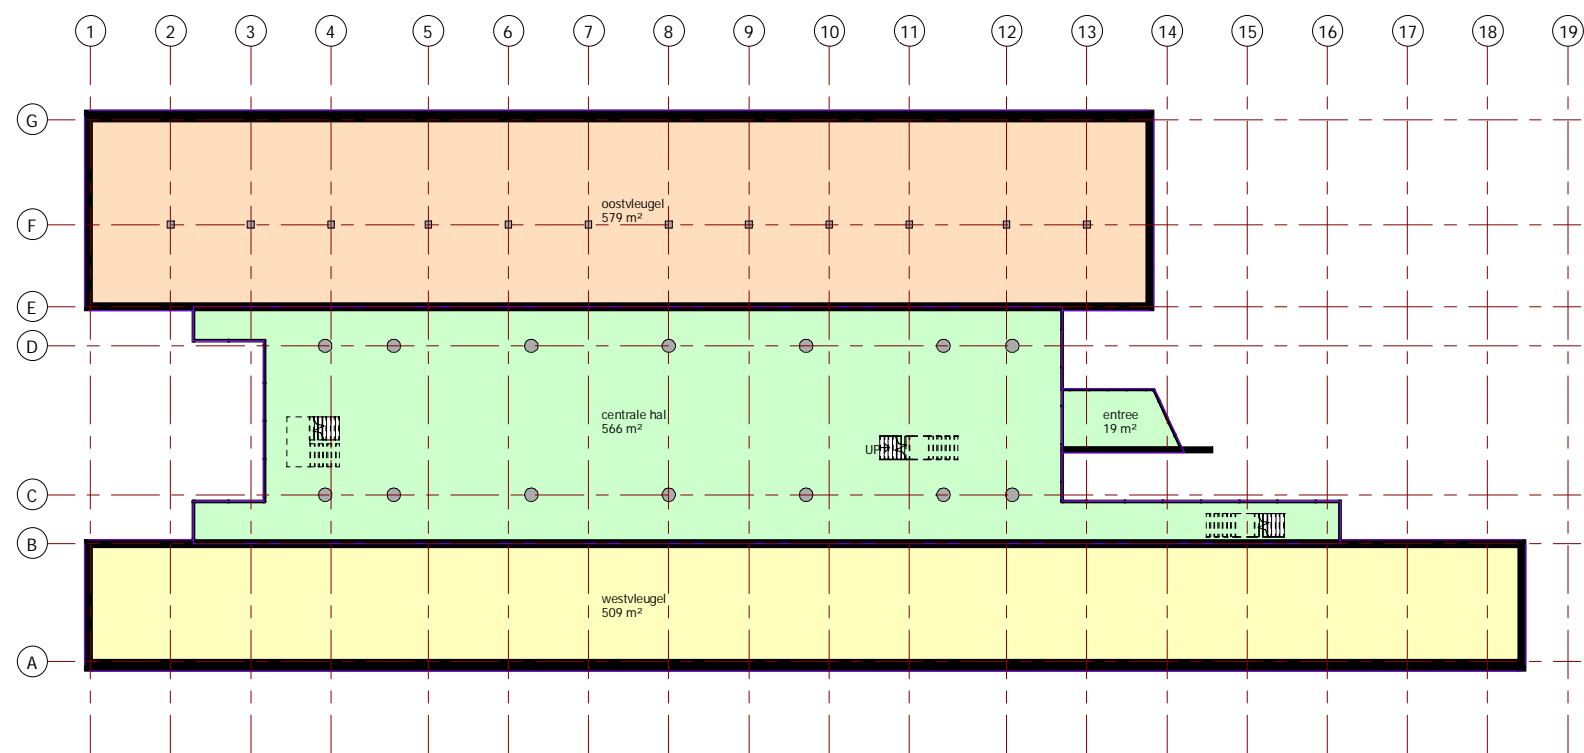 1 2 3 4 5 6 7 8 9 10 11 12 13 14 15 16 17 18 19
G
oostvleugel
579 m²
F
E
D
centrale hal
566 m²
entree
19 m²
UP
C
B
westvleugel
509 m²
A